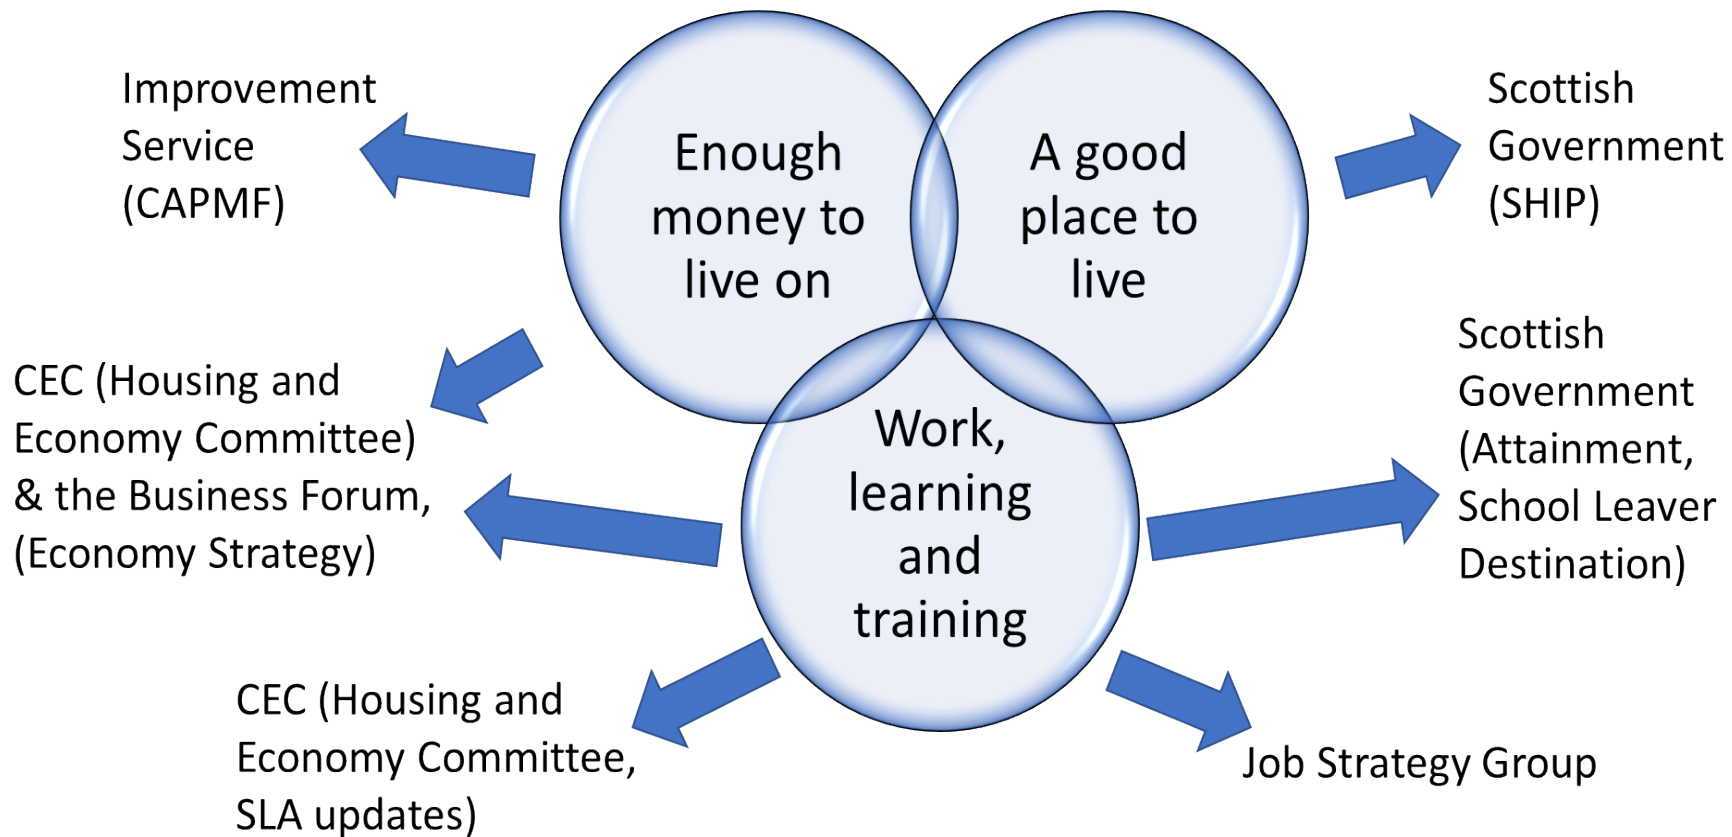 Improvement
Service
(CAPMF)
Enough
money to
live on
A good
place to
live
Scottish
Government
(SHIP)
CEC (Housing and
Economy Committee)
& the Business Forum,
(Economy Strategy)
Work,
learning
and
training
Scottish
Government
(Attainment,
School Leaver
Destination)
CEC (Housing and
Economy Committee,
SLA updates)
Job Strategy Group